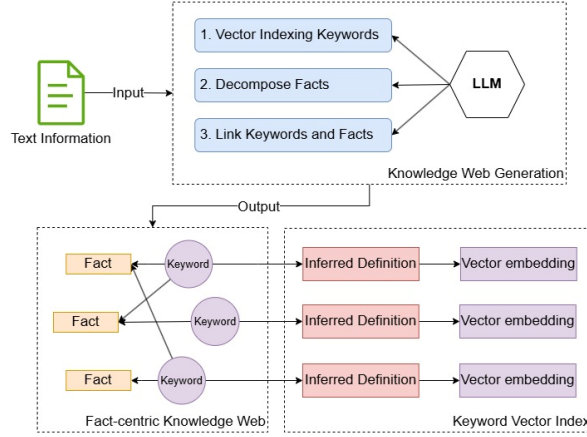 1. Vector Indexing Keywords
2. Decompose Facts
3. Link Keywords and Facts
LLM
Input
Text Information
Knowledge Web Generation
Output
Fact
Keyword
Inferred Definition
Vector embedding
Fact
Keyword
Inferred Definition
Vector embedding
Fact
Keyword
Inferred Definition
Vector embedding
Fact-centric Knowledge Web
Keyword Vector Index